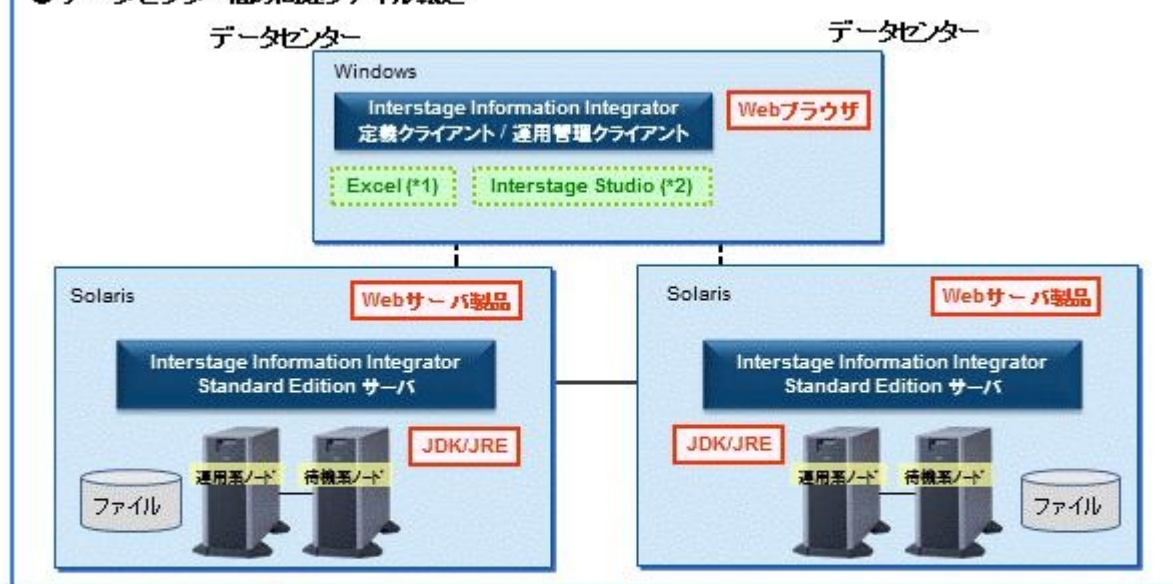 データセンター
データセンター
Windows
Interstage Information Integrator
定義クライアント / 運用管理クライアント
Webブラウザ
Excel (*1)
Interstage Studio (*2)
Solaris
Webサーバ製品
Interstage Information Integrator
Standard Edition サーバ
JDK/JRE
運用系ノード
待機系ノード
ファイル
Solaris
Webサーバ製品
Interstage Information Integrator
Standard Edition サーバ
JDK/JRE
運用系ノード
待機系ノード
ファイル